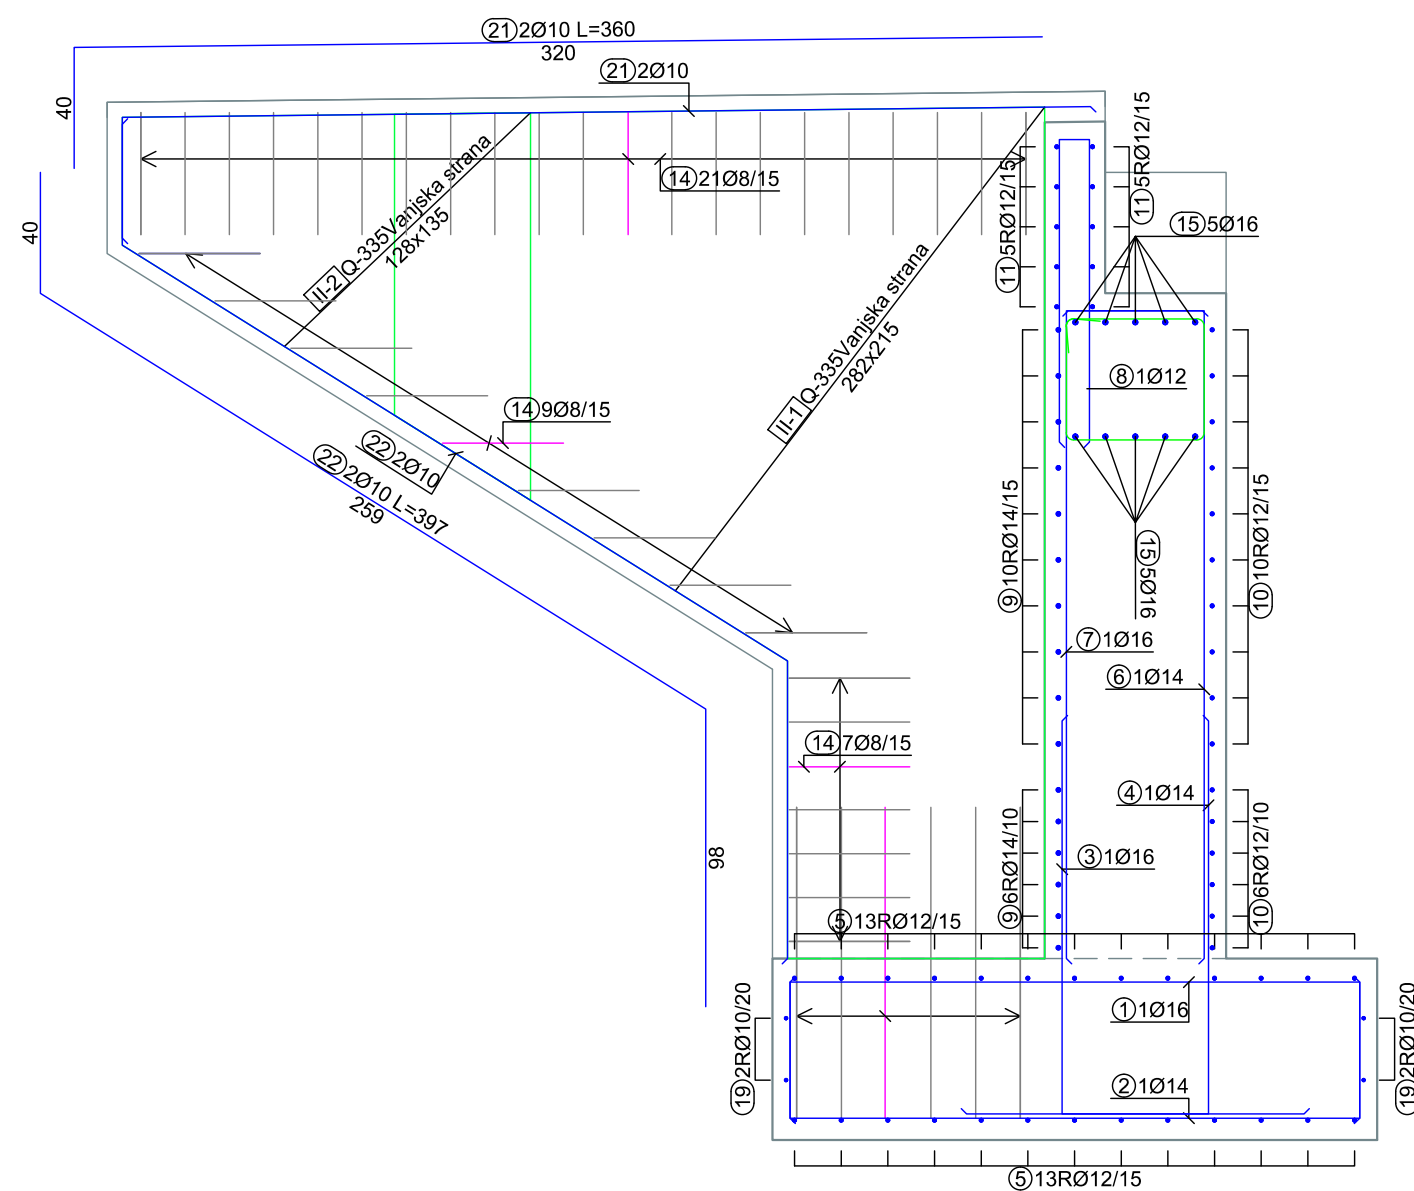 21 2Ø10 L=360
320
21 2Ø10
40
40
14 21Ø8/15
II-2 Q-335Vanjska strana
128x135
II-1 Q-335Vanjska strana
282x215
11 5RØ12/15
11 5RØ12/15
15 5Ø16
8 1Ø12
14 9Ø8/15
22 2Ø10
22 2Ø10 L=397
259
15 5Ø16
9 10RØ14/15
10 10RØ12/15
7 1Ø16
6 1Ø14
14 7Ø8/15
4 1Ø14
3 1Ø16
9 6RØ14/10
10 6RØ12/10
98
5 13RØ12/15
1 1Ø16
2 1Ø14
19 2RØ10/20
19 2RØ10/20
5 13RØ12/15